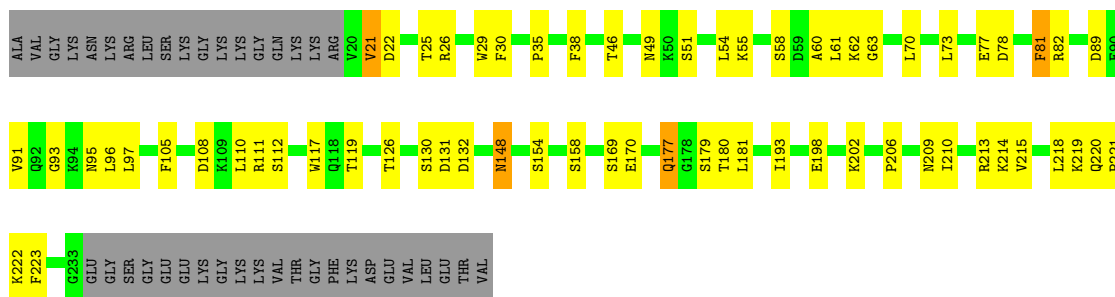 ALA VAL GLY LYS ASN LYS ARG LEU SER LYS GLY LYS LYS GLY GLN LYS LYS ARG V20 V21 D22 T25 R26 W29 F30 P35 F38 T46 N49 K50 S51 L54 K55 S58 D59 A60 L61 K62 G63 L70 L73 E77 D78 F81 R82 D89
V91 Q92 G93 K94 N95 L96 L97 F105 D108 K109 L110 R111 S112 W117 Q118 T119 T126 S130 D131 D132 N148 S154 S158 S169 E170 Q177 G178 S179 T180 L181 I193 E198 K202 P206 N209 I210 R213 K214 V215 L218 K219 Q220
K222 F223 G233 GLU GLY SER GLY GLU GLU LYS GLY LYS LYS VAL THR GLY PHE LYS ASP GLU VAL LEU GLU THR VAL